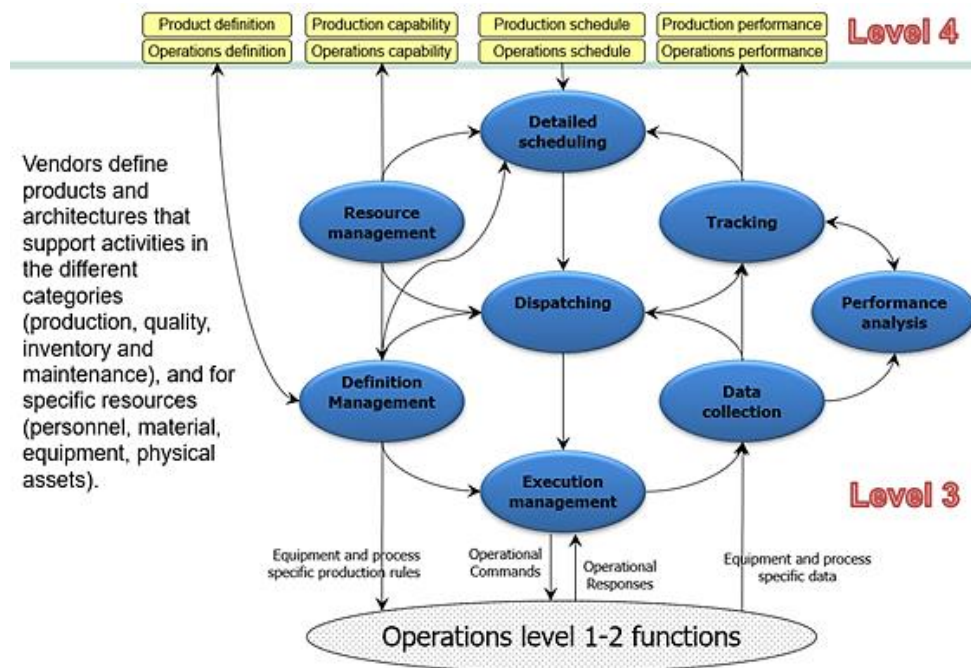 Product definition
Production capability
Production schedule
Production performance
Level 4
Operations definition
Operations capability
Operations schedule
Operations performance
Detailed
scheduling
Vendors define
products and
architectures that
support activities in
the different
categories
(production, quality,
inventory and
maintenance), and for
specific resources
(personnel, material,
equipment, physical
assets).
Resource
management
Tracking
Dispatching
Performance
analysis
Definition
Management
Data
collection
Execution
management
Level 3
Equipment and process
specific production rules
Operational
Commands
Operational
Responses
Equipment and process
specific data
Operations level 1-2 functions